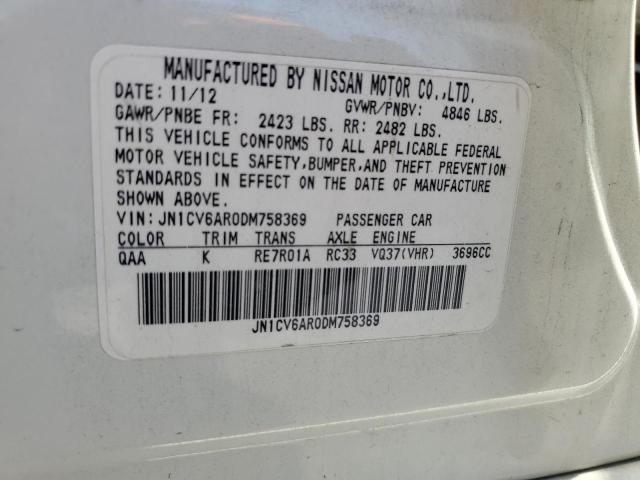 MANUFACTURED BY NISSAN MOTOR CO.,LTD.
DATE: 11/12 GVWR/PNBV: 4846 LBS.
GAWR/PNBE FR: 2423 LBS. RR: 2482 LBS.
THIS VEHICLE CONFORMS TO ALL APPLICABLE FEDERAL
MOTOR VEHICLE SAFETY,BUMPER,AND THEFT PREVENTION
STANDARDS IN EFFECT ON THE DATE OF MANUFACTURE
SHOWN ABOVE.
VIN:JN1CV6AR0DM758369 PASSENGER CAR
COLOR TRIM TRANS AXLE ENGINE
QAA K RE7R01A RC33 VQ37(VHR) 3696CC
JN1CV6AR0DM758369